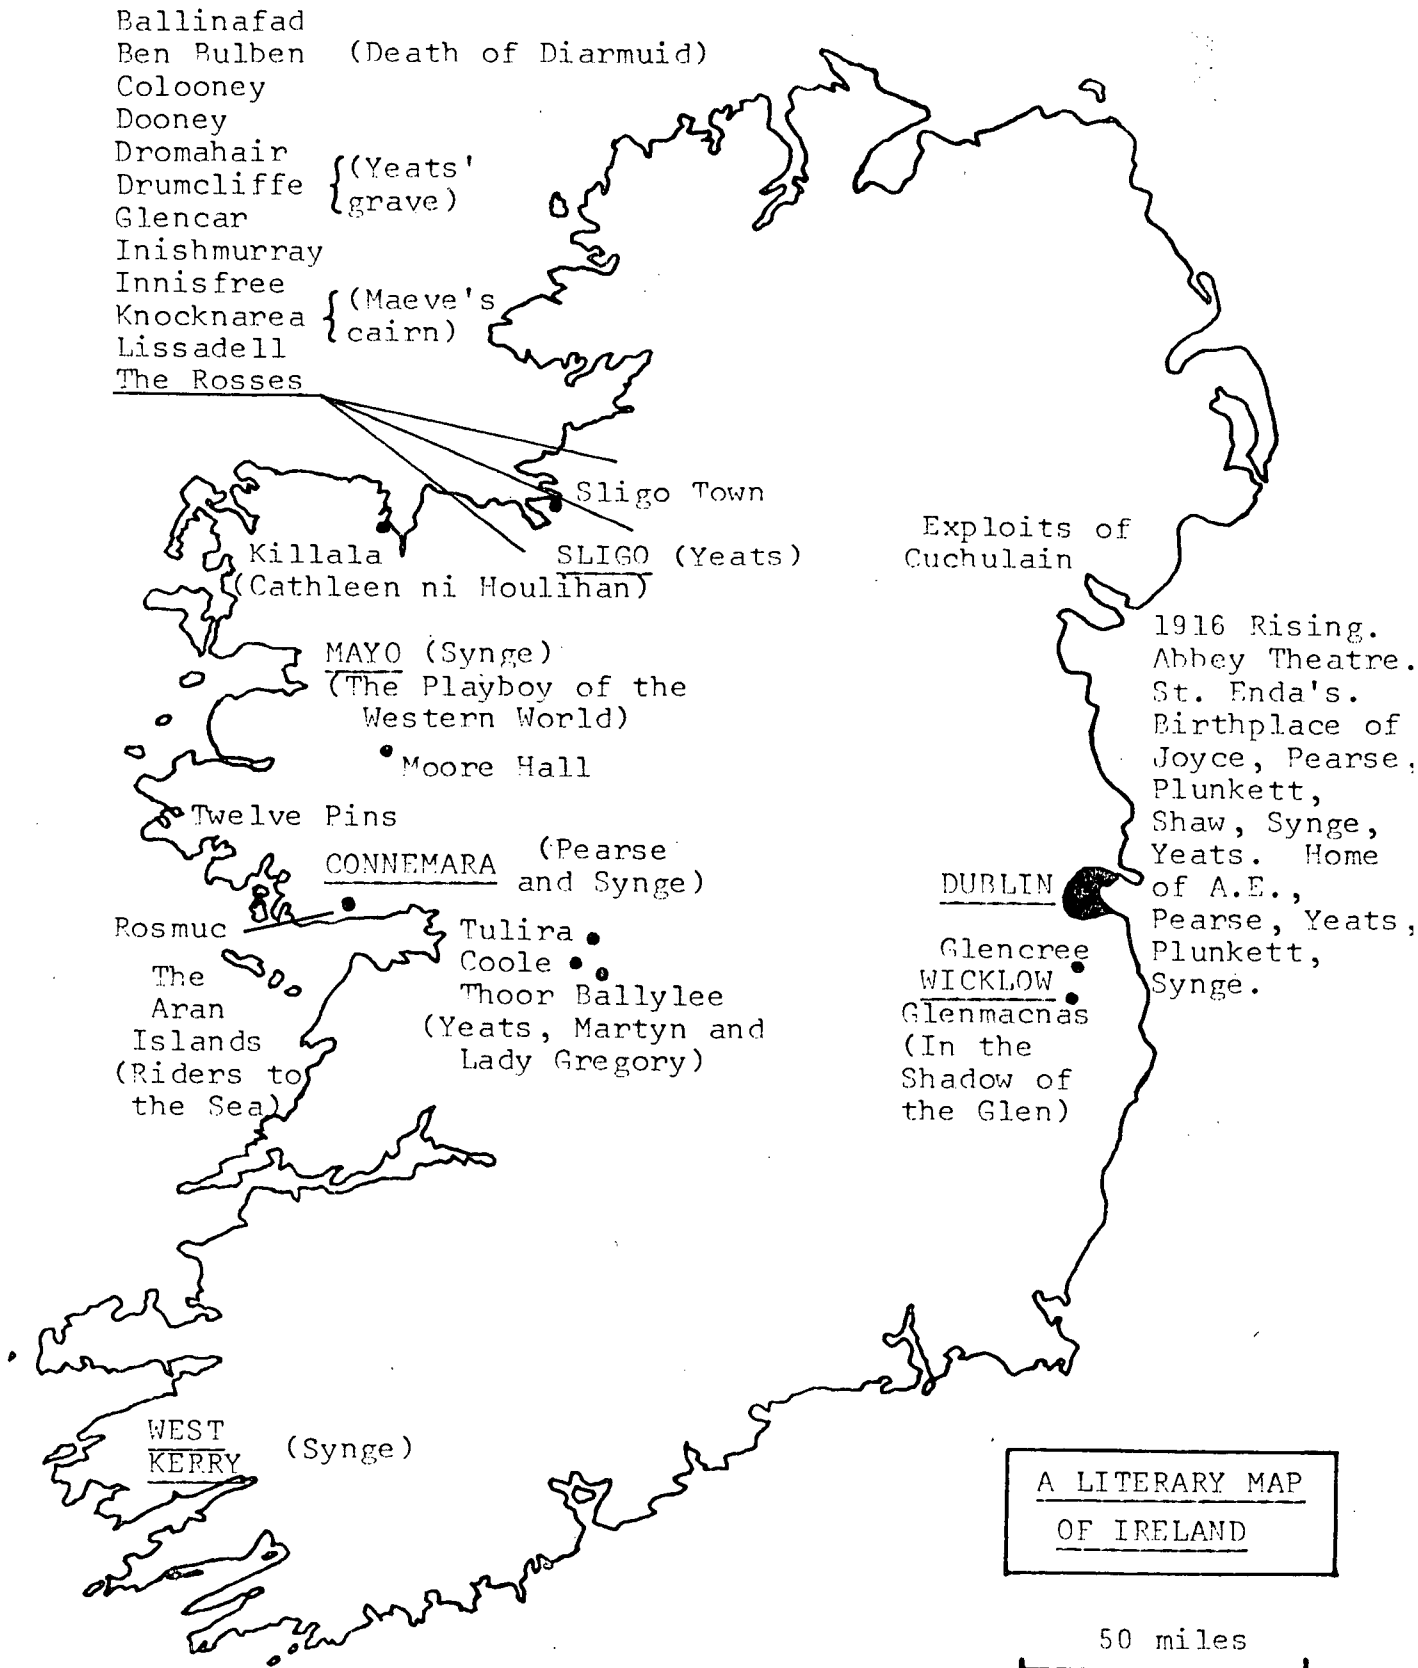 Ballinafad
Ben Bulben (Death of Diarmuid)
Colooney
Dooney
Dromahair
Drumcliffe {(Yeats' grave)
Glencar
Inishmurray
Innisfree
Knocknarea {(Maeve's cairn)
Lissadell
The Rosses
Sligo Town
SLIGO (Yeats)
Killala
(Cathleen ni Houlihan)
Exploits of
Cuchulain
MAYO (Synge)
(The Playboy of the
Western World)
Moore Hall
Twelve Pins
CONNEMARA (Pearse and Synge)
Rosmuc
The
Aran
Islands
(Riders to
the Sea)
Tulira
Coole
Thoor Ballylee
(Yeats, Martyn and
Lady Gregory)
1916 Rising.
Abbey Theatre.
St. Enda's.
Birthplace of
Joyce, Pearse,
Plunkett,
Shaw, Synge,
Yeats. Home
of A.E.,
Pearse, Yeats,
Plunkett,
Synge.
DUBLIN
Glencree
WICKLOW
Glenmacnas
(In the
Shadow of
the Glen)
WEST
KERRY (Synge)
A LITERARY MAP
OF IRELAND
50 miles